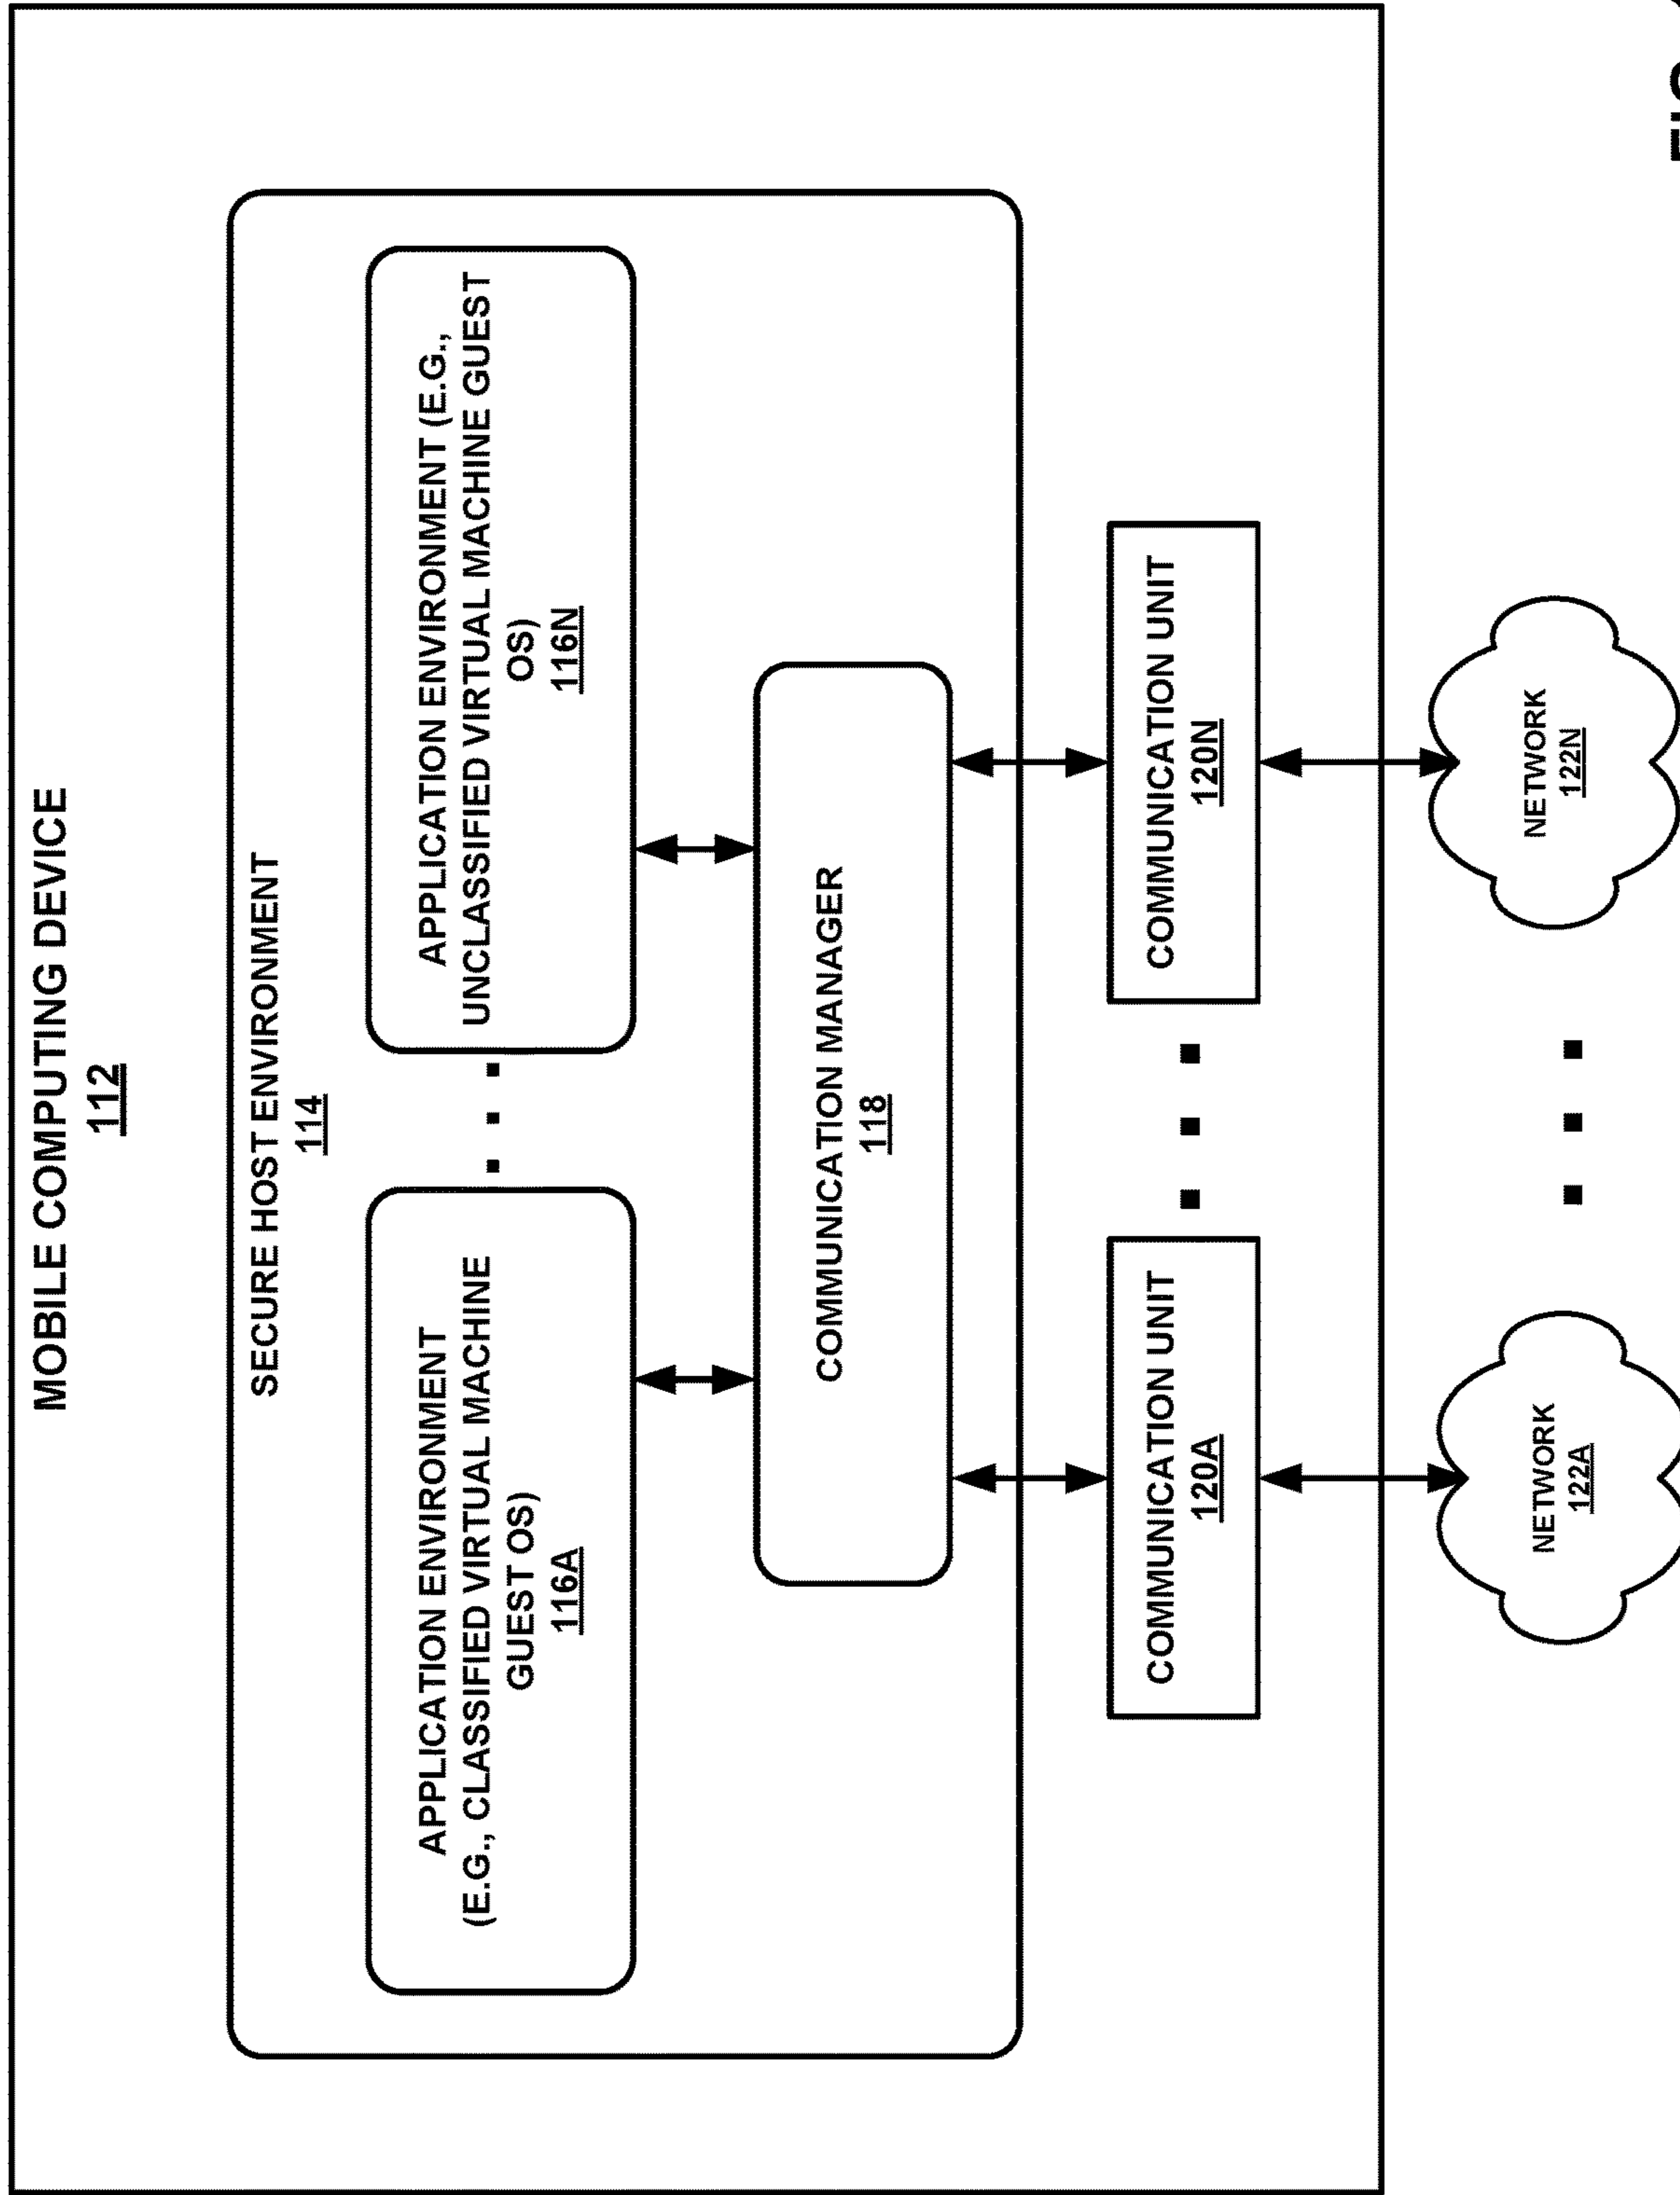 MOBILE COMPUTING DEVICE
112
SECURE HOST ENVIRONMENT
114
APPLICATION ENVIRONMENT
(E.G., CLASSIFIED VIRTUAL MACHINE
GUEST OS)
116A
APPLICATION ENVIRONMENT (E.G.,
UNCLASSIFIED VIRTUAL MACHINE GUEST
OS)
116N
COMMUNICATION MANAGER
118
COMMUNICATION UNIT
120A
COMMUNICATION UNIT
120N
NETWORK
122A
NETWORK
122N